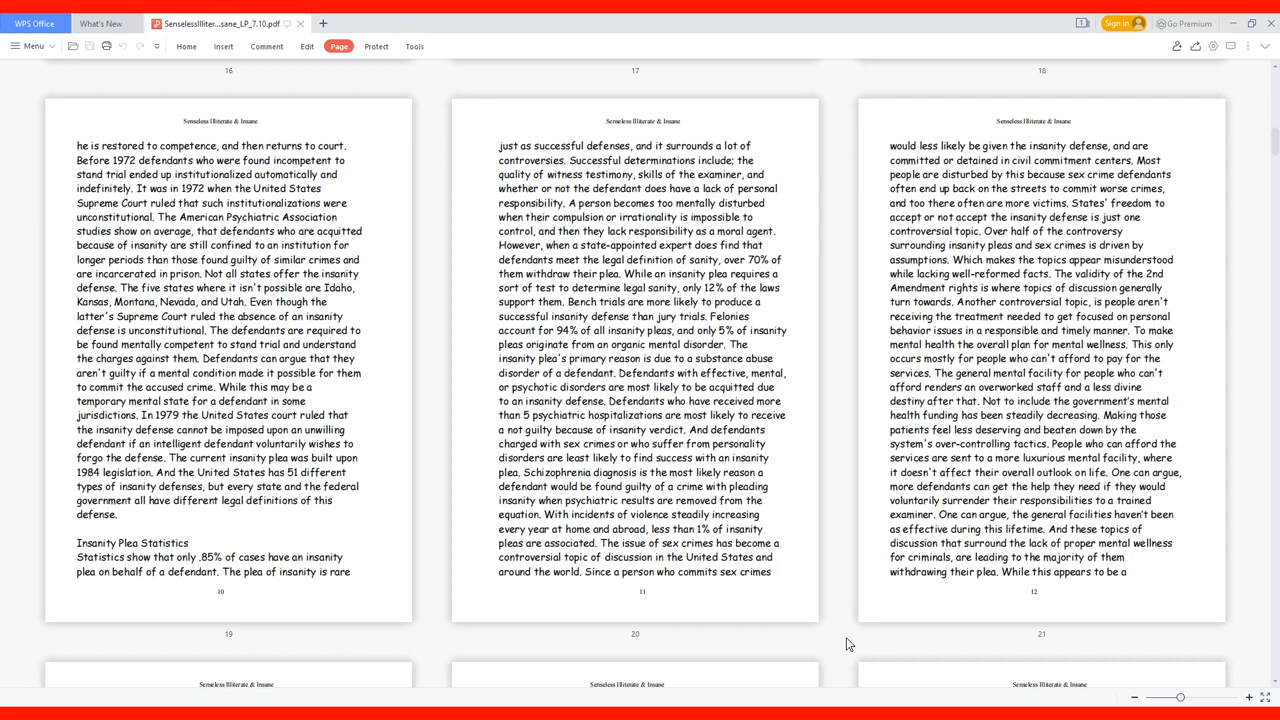 WPS Office
What's New
SenselessIlliter...sane_LP_7.10.pdf
1
Sign in
Go Premium
Menu
Home
Insert
Comment
Edit
Page
Protect
Tools
16
17
18
Senseless Illiterate & Insane
he is restored to competence, and then returns to court.
Before 1972 defendants who were found incompetent to
stand trial ended up institutionalized automatically and
indefinitely. It was in 1972 when the United States
Supreme Court ruled that such institutionalizations were
unconstitutional. The American Psychiatric Association
studies show on average, that defendants who are acquitted
because of insanity are still confined to an institution for
longer periods than those found guilty of similar crimes and
are incarcerated in prison. Not all states offer the insanity
defense. The five states where it isn't possible are Idaho,
Kansas, Montana, Nevada, and Utah. Even though the
latter's Supreme Court ruled the absence of an insanity
defense is unconstitutional. The defendants are required to
be found mentally competent to stand trial and understand
the charges against them. Defendants can argue that they
aren't guilty if a mental condition made it possible for them
to commit the accused crime. While this may be a
temporary mental state for a defendant in some
jurisdictions. In 1979 the United States court ruled that
the insanity defense cannot be imposed upon an unwilling
defendant if an intelligent defendant voluntarily wishes to
forgo the defense. The current insanity plea was built upon
1984 legislation. And the United States has 51 different
types of insanity defenses, but every state and the federal
government all have different legal definitions of this
defense.
Insanity Plea Statistics
Statistics show that only .85% of cases have an insanity
plea on behalf of a defendant. The plea of insanity is rare
10
19
Senseless Illiterate & Insane
just as successful defenses, and it surrounds a lot of
controversies. Successful determinations include; the
quality of witness testimony, skills of the examiner, and
whether or not the defendant does have a lack of personal
responsibility. A person becomes too mentally disturbed
when their compulsion or irrationality is impossible to
control, and then they lack responsibility as a moral agent.
However, when a state-appointed expert does find that
defendants meet the legal definition of sanity, over 70% of
them withdraw their plea. While an insanity plea requires a
sort of test to determine legal sanity, only 12% of the laws
support them. Bench trials are more likely to produce a
successful insanity defense than jury trials. Felonies
account for 94% of all insanity pleas, and only 5% of insanity
pleas originate from an organic mental disorder. The
insanity plea's primary reason is due to a substance abuse
disorder of a defendant. Defendants with effective, mental,
or psychotic disorders are most likely to be acquitted due
to an insanity defense. Defendants who have received more
than 5 psychiatric hospitalizations are most likely to receive
a not guilty because of insanity verdict. And defendants
charged with sex crimes or who suffer from personality
disorders are least likely to find success with an insanity
plea. Schizophrenia diagnosis is the most likely reason a
defendant would be found guilty of a crime with pleading
insanity when psychiatric results are removed from the
equation. With incidents of violence steadily increasing
every year at home and abroad, less than 1% of insanity
pleas are associated. The issue of sex crimes has become a
controversial topic of discussion in the United States and
around the world. Since a person who commits sex crimes
11
20
Senseless Illiterate & Insane
would less likely be given the insanity defense, and are
committed or detained in civil commitment centers. Most
people are disturbed by this because sex crime defendants
often end up back on the streets to commit worse crimes,
and too there often are more victims. States' freedom to
accept or not accept the insanity defense is just one
controversial topic. Over half of the controversy
surrounding insanity pleas and sex crimes is driven by
assumptions. Which makes the topics appear misunderstood
while lacking well-reformed facts. The validity of the 2nd
Amendment rights is where topics of discussion generally
turn towards. Another controversial topic, is people aren't
receiving the treatment needed to get focused on personal
behavior issues in a responsible and timely manner. To make
mental health the overall plan for mental wellness. This only
occurs mostly for people who can't afford to pay for the
services. The general mental facility for people who can't
afford renders an overworked staff and a less divine
destiny after that. Not to include the government's mental
health funding has been steadily decreasing. Making those
patients feel less deserving and beaten down by the
system's over-controlling tactics. People who can afford the
services are sent to a more luxurious mental facility, where
it doesn't affect their overall outlook on life. One can argue,
more defendants can get the help they need if they would
voluntarily surrender their responsibilities to a trained
examiner. One can argue, the general facilities haven't been
as effective during this lifetime. And these topics of
discussion that surround the lack of proper mental wellness
for criminals, are leading to the majority of them
withdrawing their plea. While this appears to be a
12
21
Senseless Illiterate & Insane
Senseless Illiterate & Insane
Senseless Illiterate & Insane